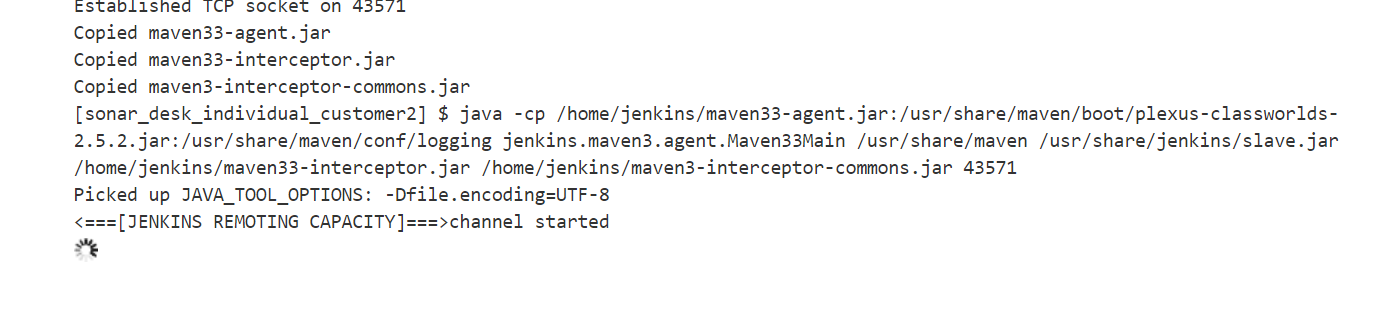 Established TCP socket on 43571
Copied maven33-agent.jar
Copied maven33-interceptor.jar
Copied maven3-interceptor-commons.jar
[sonar_desk_individual_customer2] $ java -cp /home/jenkins/maven33-agent.jar:/usr/share/maven/boot/plexus-classworlds-
2.5.2.jar:/usr/share/maven/conf/logging jenkins.maven3.agent.Maven33Main /usr/share/maven /usr/share/jenkins/slave.jar
/home/jenkins/maven33-interceptor.jar /home/jenkins/maven3-interceptor-commons.jar 43571
Picked up JAVA_TOOL_OPTIONS: -Dfile.encoding=UTF-8
<===[JENKINS REMOTING CAPACITY]===>channel started